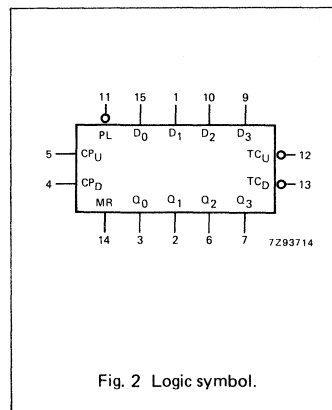 11 15 1 10 9
PL D0 D1 D2 D3
5 CPU TCU 12
4 CPD TCD 13
MR Q0 Q1 Q2 Q3
14 3 2 6 7 7Z93714
Fig. 2 Logic symbol.